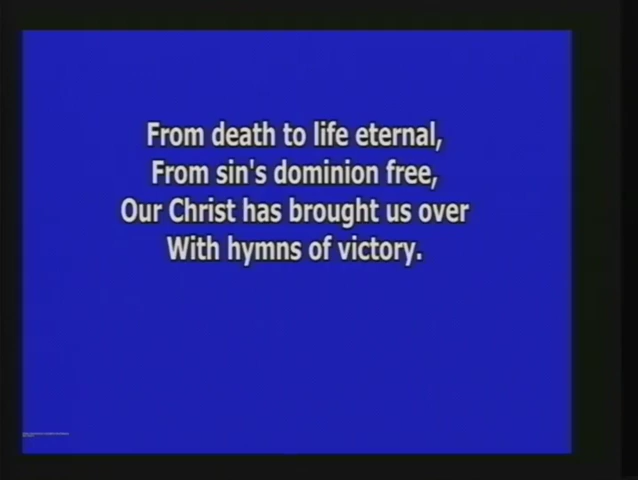 From death to life eternal,
From sin's dominion free,
Our Christ has brought us over
With hymns of victory.